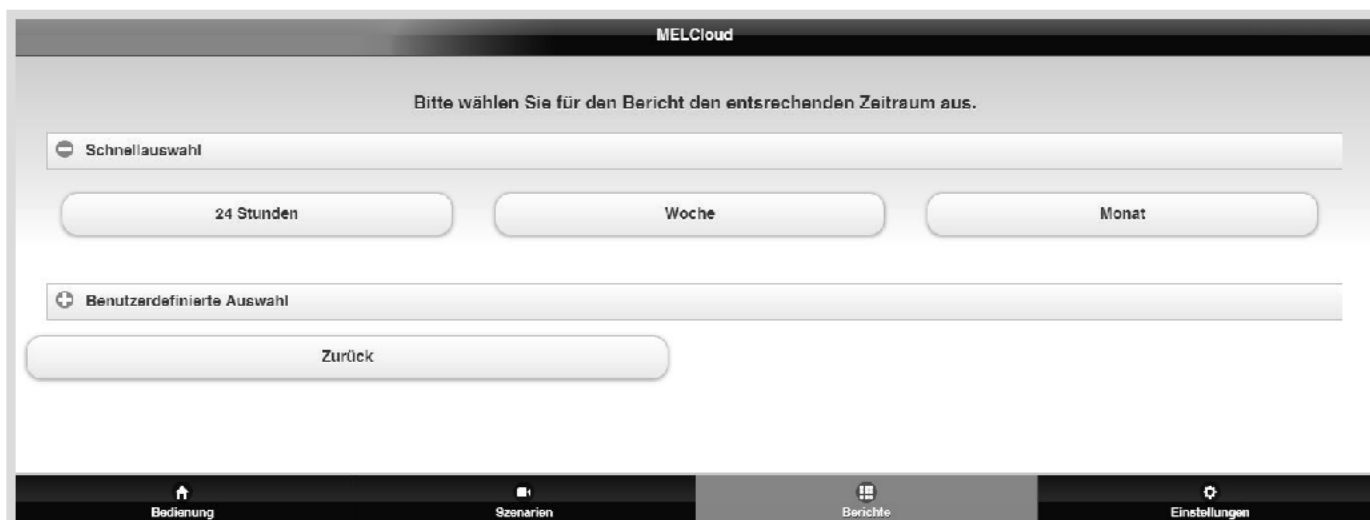 MELCloud
Bitte wählen Sie für den Bericht den entsrechenden Zeitraum aus.
Schnellauswahl
24 Stunden Woche Monat
Benutzerdefinierte Auswahl
Zurück
Bedienung Szenarien Berichte Einstellungen